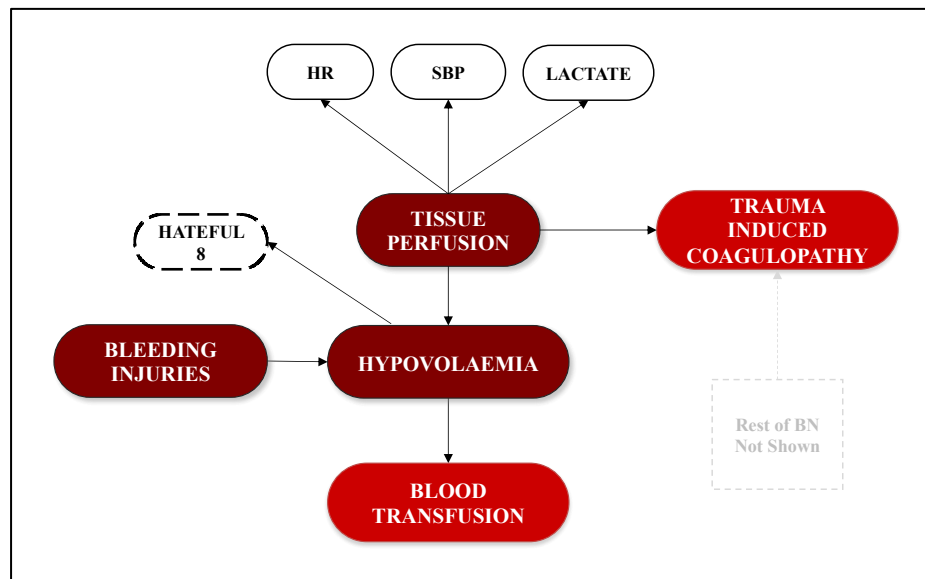 HR
SBP
LACTATE
TISSUE
PERFUSION
TRAUMA
INDUCED
COAGULOPATHY
HATEFUL
8
BLEEDING
INJURIES
HYPOVOLAEMIA
Rest of BN
Not Shown
BLOOD
TRANSFUSION